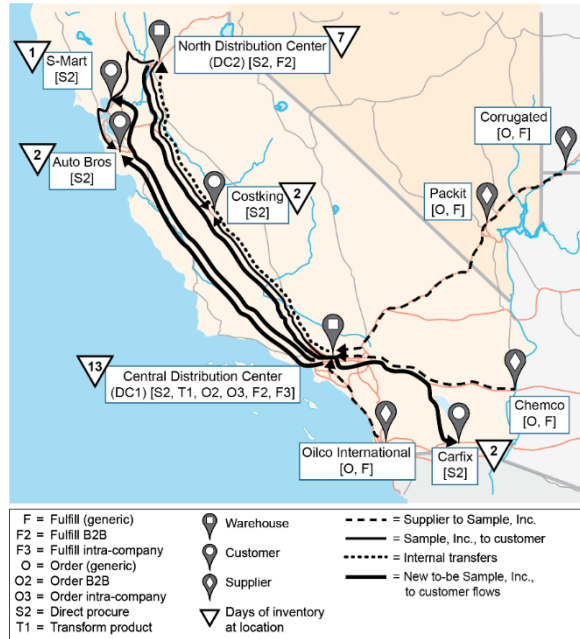 1
S-Mart
[S2]
North Distribution Center
(DC2) [S2, F2]
7
Corrugated
[O, F]
2
Auto Bros
[S2]
Costking
[S2]
2
Packit
[O, F]
13
Central Distribution Center
(DC1) [S2, T1, O2, O3, F2, F3]
Chemco
[O, F]
Oilco International
[O, F]
Carfix
[S2]
2
F = Fulfill (generic)
F2 = Fulfill B2B
F3 = Fulfill intra-company
O = Order (generic)
O2 = Order B2B
O3 = Order intra-company
S2 = Direct procure
T1 = Transform product
Warehouse
Customer
Supplier
Days of inventory
at location
= Supplier to Sample, Inc.
= Sample, Inc., to customer
= Internal transfers
= New to-be Sample, Inc.,
to customer flows